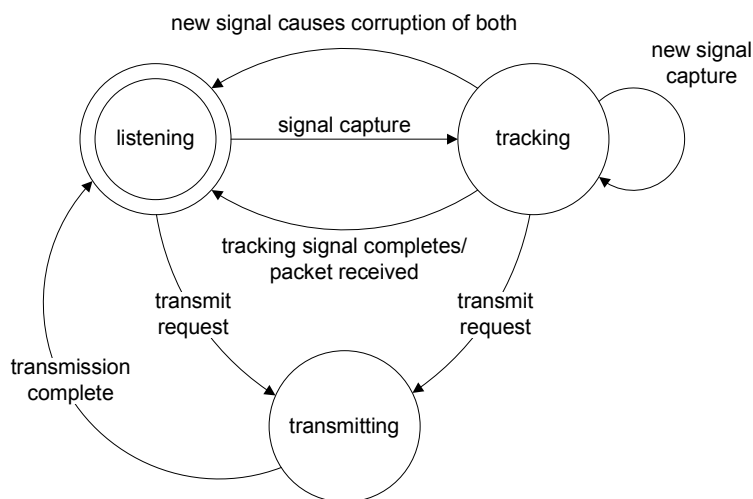 new signal causes corruption of both
new signal
capture
listening
signal capture
tracking
tracking signal completes/
packet received
transmit
request
transmit
request
transmission
complete
transmitting